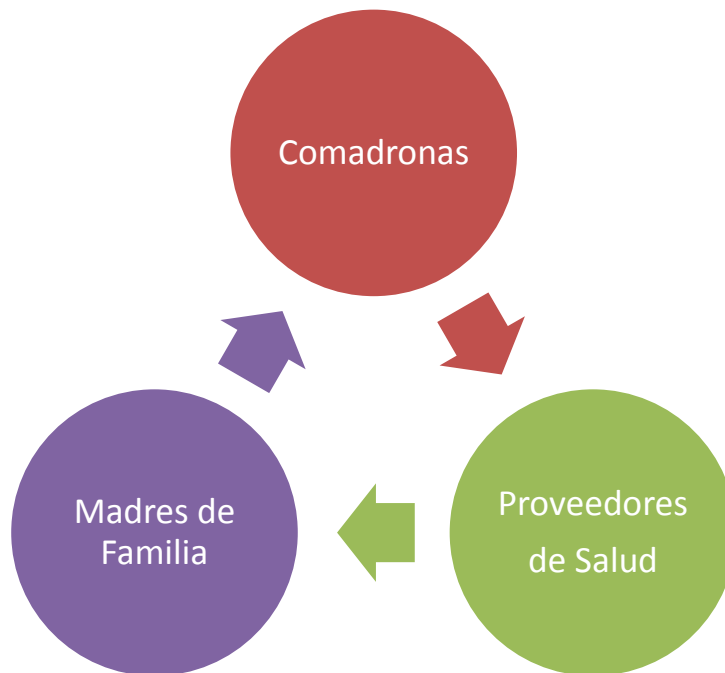 Comadronas
Madres de
Familia
Proveedores
de Salud